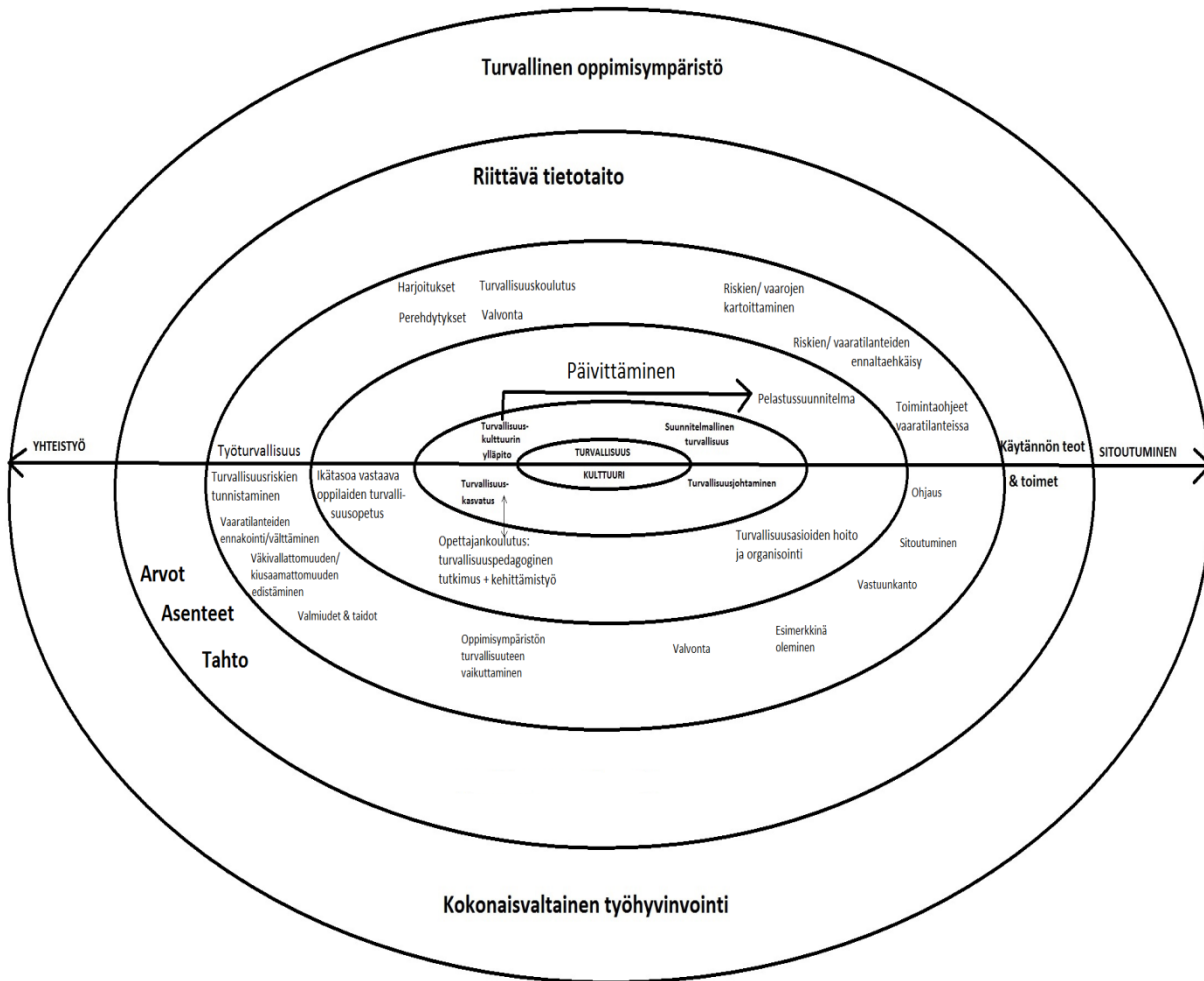 Turvallinen oppimisympäristö
Riittävä tietotaito
Harjoitukset
Turvallisuuskoulutus
Perehdytykset
Valvonta
Riskien/ vaarojen
kartoittaminen
Riskien/ vaaratilanteiden
ennaltaehkäisy
Päivittäminen
Pelastussuunnitelma
Toimintaohjeet
vaaratilanteissa
Turvallisuus-
kulttuurin
ylläpito
Suunnitelmallinen
turvallisuus
YHTEISTYÖ
Työturvallisuus
TURVALLISUUS
KULTTUURI
Käytännön teot
& toimet
SITOUTUMINEN
Turvallisuusriskien
tunnistaminen
Ikätasoa vastaava
oppilaiden turvalli-
suusopetus
Turvallisuus-
kasvatus
Turvallisuusjohtaminen
Ohjaus
Vaaratilanteiden
ennakointi/välttäminen
Opettajankoulutus:
turvallisuuspedagoginen
tutkimus + kehittämistyö
Turvallisuusasioiden hoito
ja organisointi
Sitoutuminen
Väkivallattomuuden/
kiusaamattomuuden
edistäminen
Vastuunkanto
Arvot
Asenteet
Tahto
Valmiudet & taidot
Oppimisympäristön
turvallisuuteen
vaikuttaminen
Valvonta
Esimerkkinä
oleminen
Kokonaisvaltainen työhyvinvointi